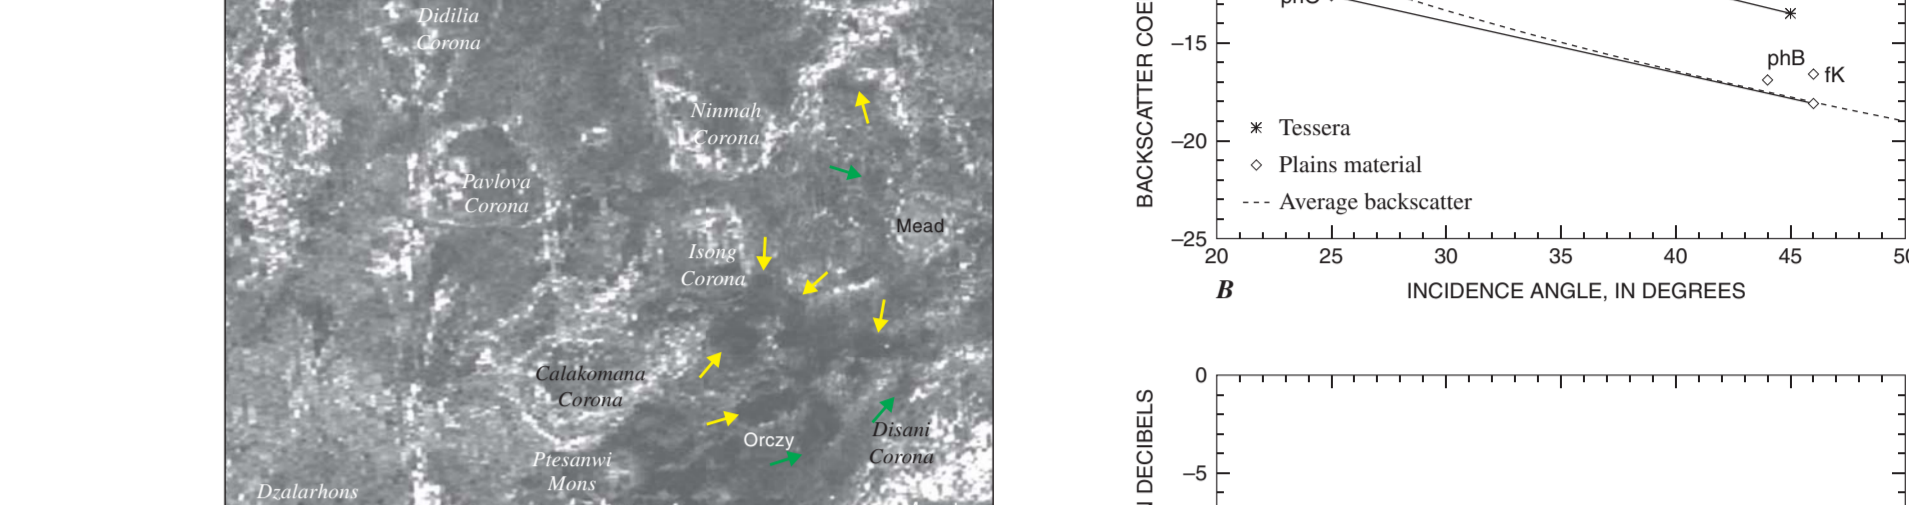 Didilia
Corona
Ninmah
Corona
Pavlova
Corona
Mead
Isong
Corona
Calakomana
Corona
Orczy
Disani
Corona
Ptesanwi
Mons
Dzalarhons
BACKSCATTER COE
–15
–20
–25
phB
fK
Tessera
Plains material
Average backscatter
20
25
30
35
40
45
50
B
INCIDENCE ANGLE, IN DEGREES
0
–5
N DECIBELS